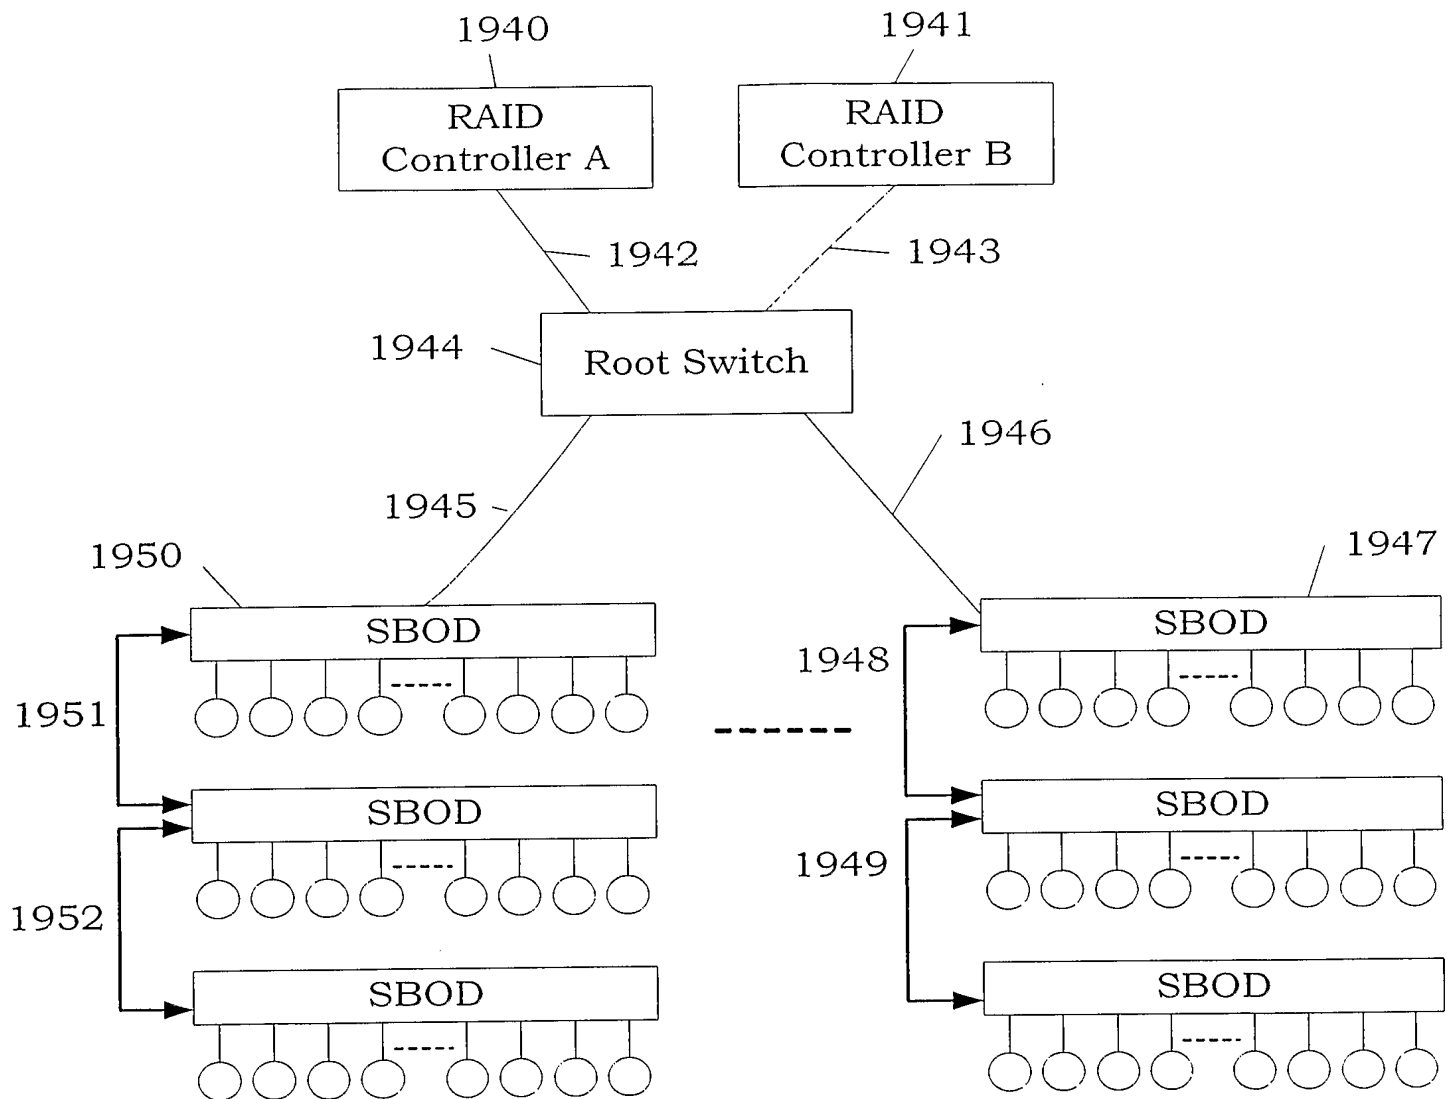 1940
1941
RAID
Controller A
RAID
Controller B
1942
1943
1944
Root Switch
1945
1946
1950
1947
SBOD
SBOD
1951
1948
SBOD
SBOD
1952
1949
SBOD
SBOD